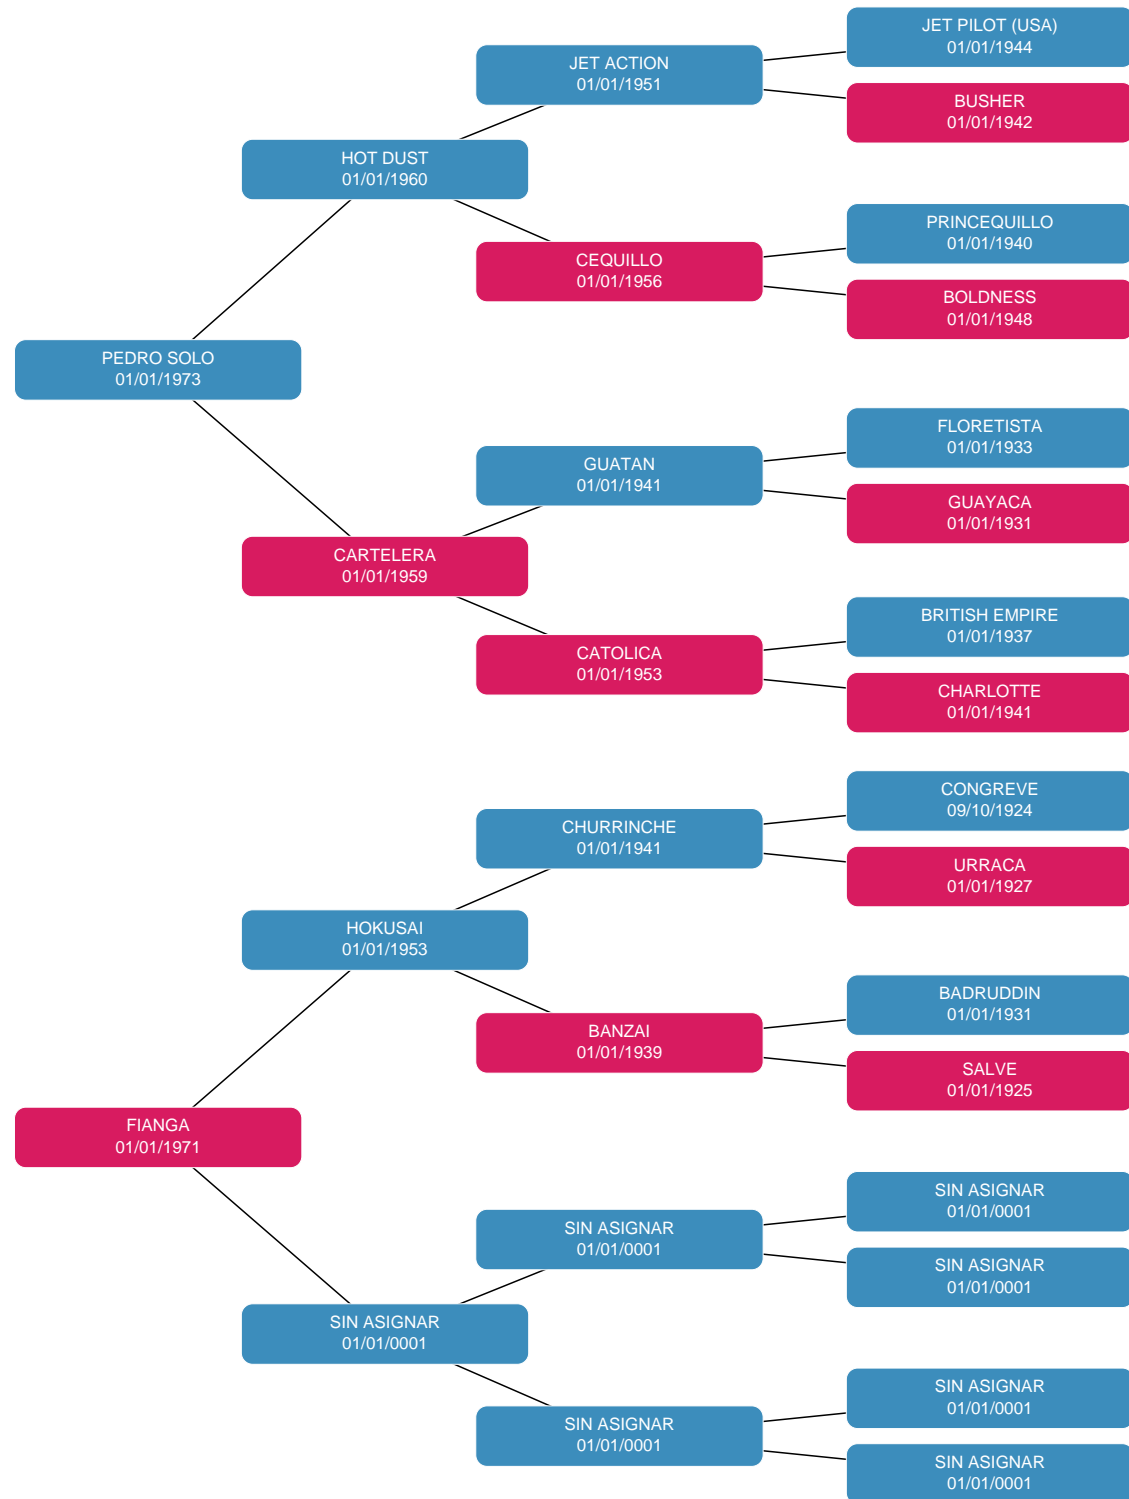 JET PILOT (USA)
01/01/1944
JET ACTION
01/01/1951
BUSHER
01/01/1942
HOT DUST
01/01/1960
PRINCEQUILLO
01/01/1940
CEQUILLO
01/01/1956
BOLDNESS
01/01/1948
PEDRO SOLO
01/01/1973
FLORETISTA
01/01/1933
GUATAN
01/01/1941
GUAYACA
01/01/1931
CARTELERA
01/01/1959
BRITISH EMPIRE
01/01/1937
CATOLICA
01/01/1953
CHARLOTTE
01/01/1941
CONGREVE
09/10/1924
CHURRINCHE
01/01/1941
URRACA
01/01/1927
HOKUSAI
01/01/1953
BADRUDDIN
01/01/1931
BANZAI
01/01/1939
SALVE
01/01/1925
FIANGA
01/01/1971
SIN ASIGNAR
01/01/0001
SIN ASIGNAR
01/01/0001
SIN ASIGNAR
01/01/0001
SIN ASIGNAR
01/01/0001
SIN ASIGNAR
01/01/0001
SIN ASIGNAR
01/01/0001
SIN ASIGNAR
01/01/0001